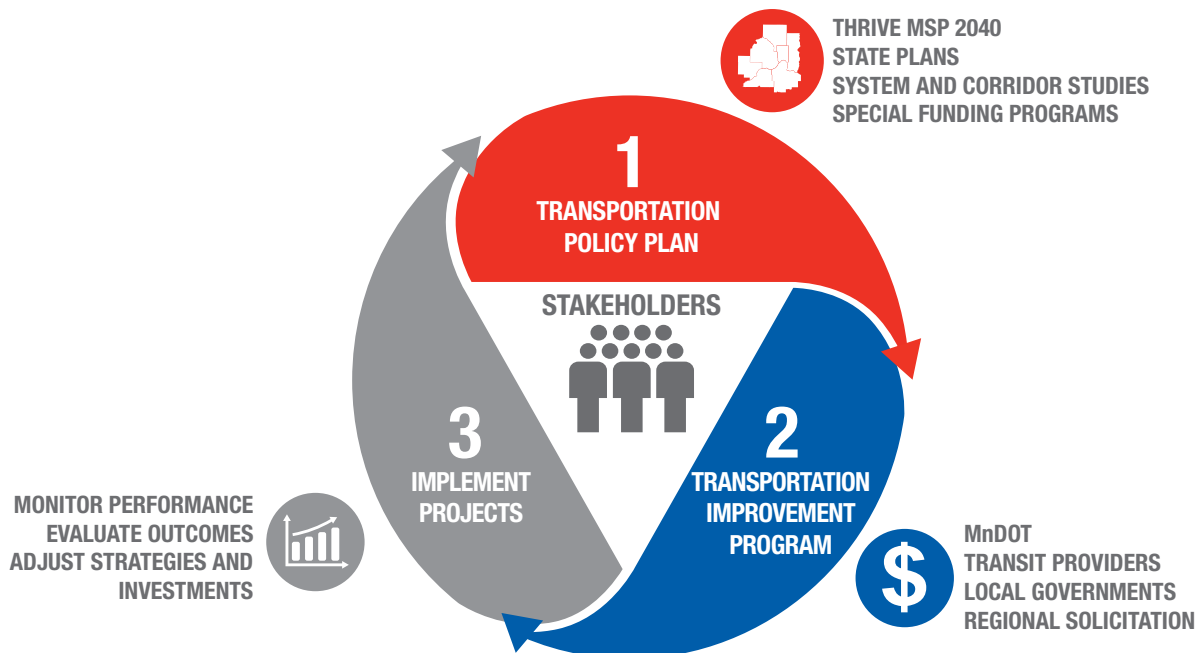 THRIVE MSP 2040
STATE PLANS
SYSTEM AND CORRIDOR STUDIES
SPECIAL FUNDING PROGRAMS
1
TRANSPORTATION
POLICY PLAN
STAKEHOLDERS
2
TRANSPORTATION
IMPROVEMENT
PROGRAM
$
MnDOT
TRANSIT PROVIDERS
LOCAL GOVERNMENTS
REGIONAL SOLICITATION
3
IMPLEMENT
PROJECTS
MONITOR PERFORMANCE
EVALUATE OUTCOMES
ADJUST STRATEGIES AND
INVESTMENTS